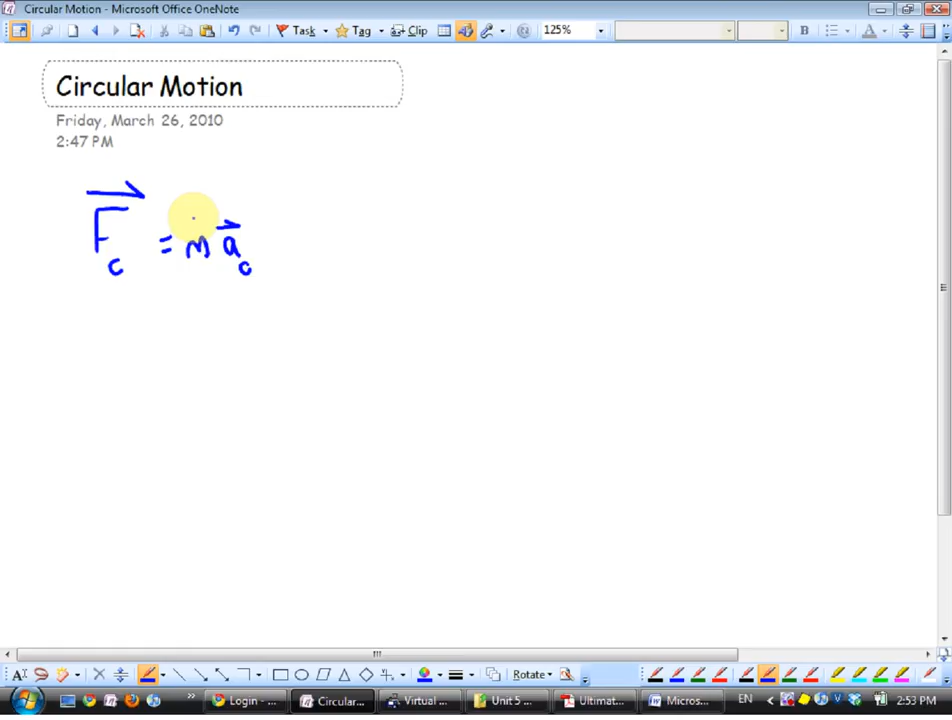 Circular Motion - Microsoft Office OneNote
Task Tag Clip 125% B A
Circular Motion
Friday, March 26, 2010
2:47 PM
F⃗c = m a⃗c
A Rotate
Login - ... Circular... Virtual ... Unit 5 ... Ultimat... Micros... EN 2:53 PM